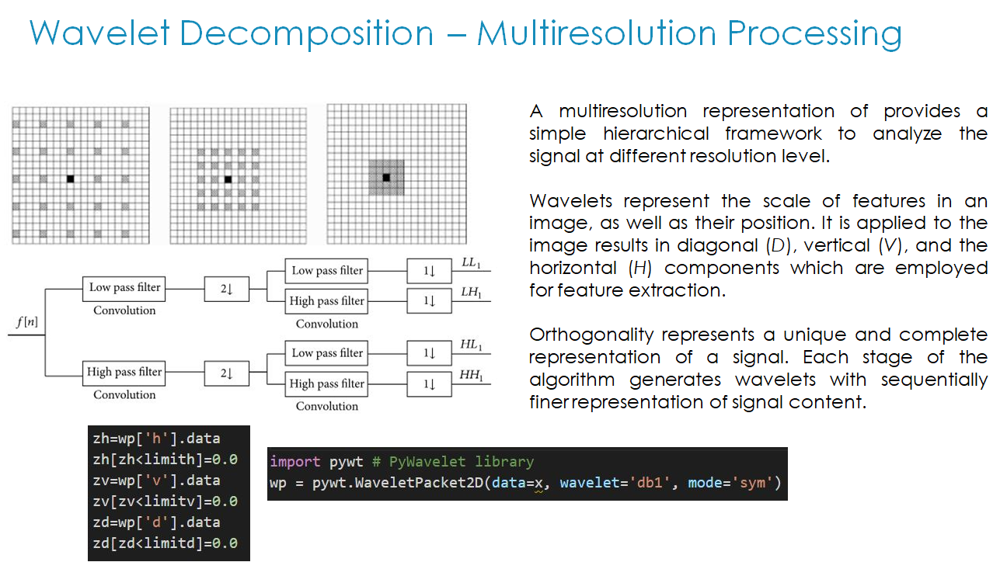 Wavelet Decomposition – Multiresolution Processing
A multiresolution representation of provides a
simple hierarchical framework to analyze the
signal at different resolution level.
Wavelets represent the scale of features in an
image, as well as their position. It is applied to the
image results in diagonal (D), vertical (V), and the
horizontal (H) components which are employed
for feature extraction.
Orthogonality represents a unique and complete
representation of a signal. Each stage of the
algorithm generates wavelets with sequentially
finer representation of signal content.
f[n]
Low pass filter
Convolution
2↓
Low pass filter
1↓
LL1
High pass filter
1↓
LH1
Convolution
High pass filter
Convolution
2↓
Low pass filter
1↓
HL1
High pass filter
1↓
HH1
Convolution
zh=wp['h'].data
zh[zh<limith]=0.0
zv=wp['v'].data
zv[zv<limitv]=0.0
zd=wp['d'].data
zd[zd<limitd]=0.0
import pywt # PyWavelet library
wp = pywt.WaveletPacket2D(data=x, wavelet='db1', mode='sym')